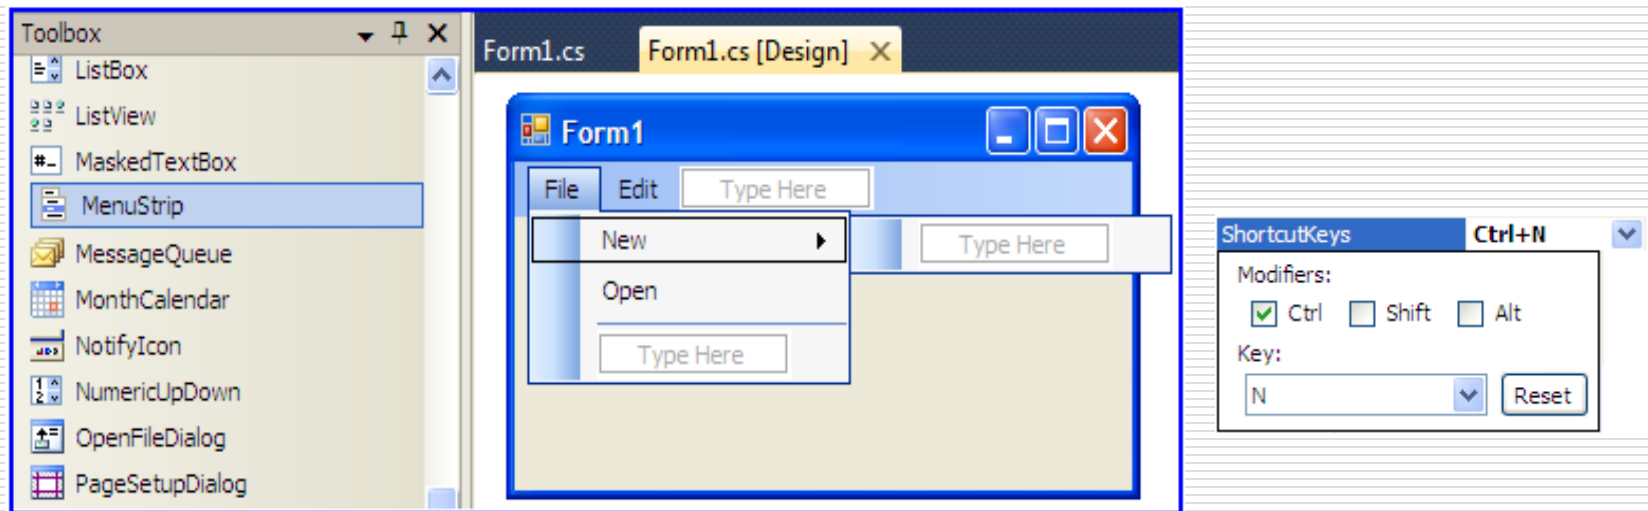 Toolbox
ListBox
ListView
MaskedTextBox
MenuStrip
MessageQueue
MonthCalendar
NotifyIcon
NumericUpDown
OpenFileDialog
PageSetupDialog
Form1.cs
Form1.cs [Design]
Form1
File Edit Type Here
New Type Here
Open
Type Here
ShortcutKeys Ctrl+N
Modifiers:
Ctrl Shift Alt
Key:
N Reset